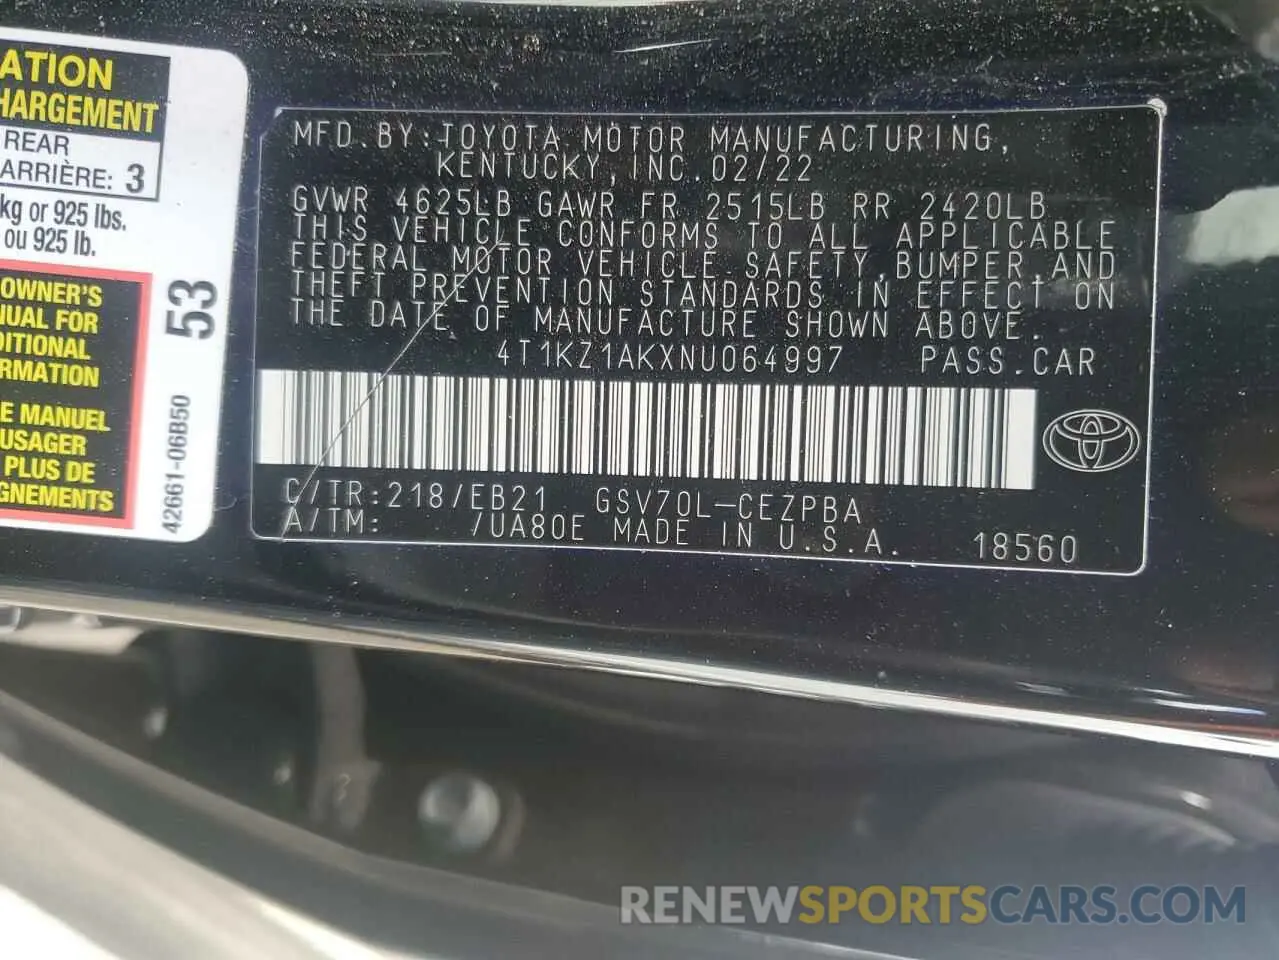 ATION
HARGEMENT
REAR
ARRIÈRE: 3
kg or 925 lbs.
ou 925 lb.
OWNER'S
NUAL FOR
DITIONAL
RMATION
E MANUEL
USAGER
PLUS DE
GNEMENTS
53
42661-06B50
MFD. BY: TOYOTA MOTOR MANUFACTURING,
KENTUCKY, INC. 02/22
GVWR 4625LB GAWR FR 2515LB RR 2420LB
THIS VEHICLE CONFORMS TO ALL APPLICABLE
FEDERAL MOTOR VEHICLE SAFETY, BUMPER, AND
THEFT PREVENTION STANDARDS IN EFFECT ON
THE DATE OF MANUFACTURE SHOWN ABOVE.
4T1KZ1AKXNU064997 PASS. CAR
C/TR: 218/EB21 GSV70L-CEZPBA
A/TM: /UA80E MADE IN U.S.A. 18560
RENEWSPORTSCARS.COM